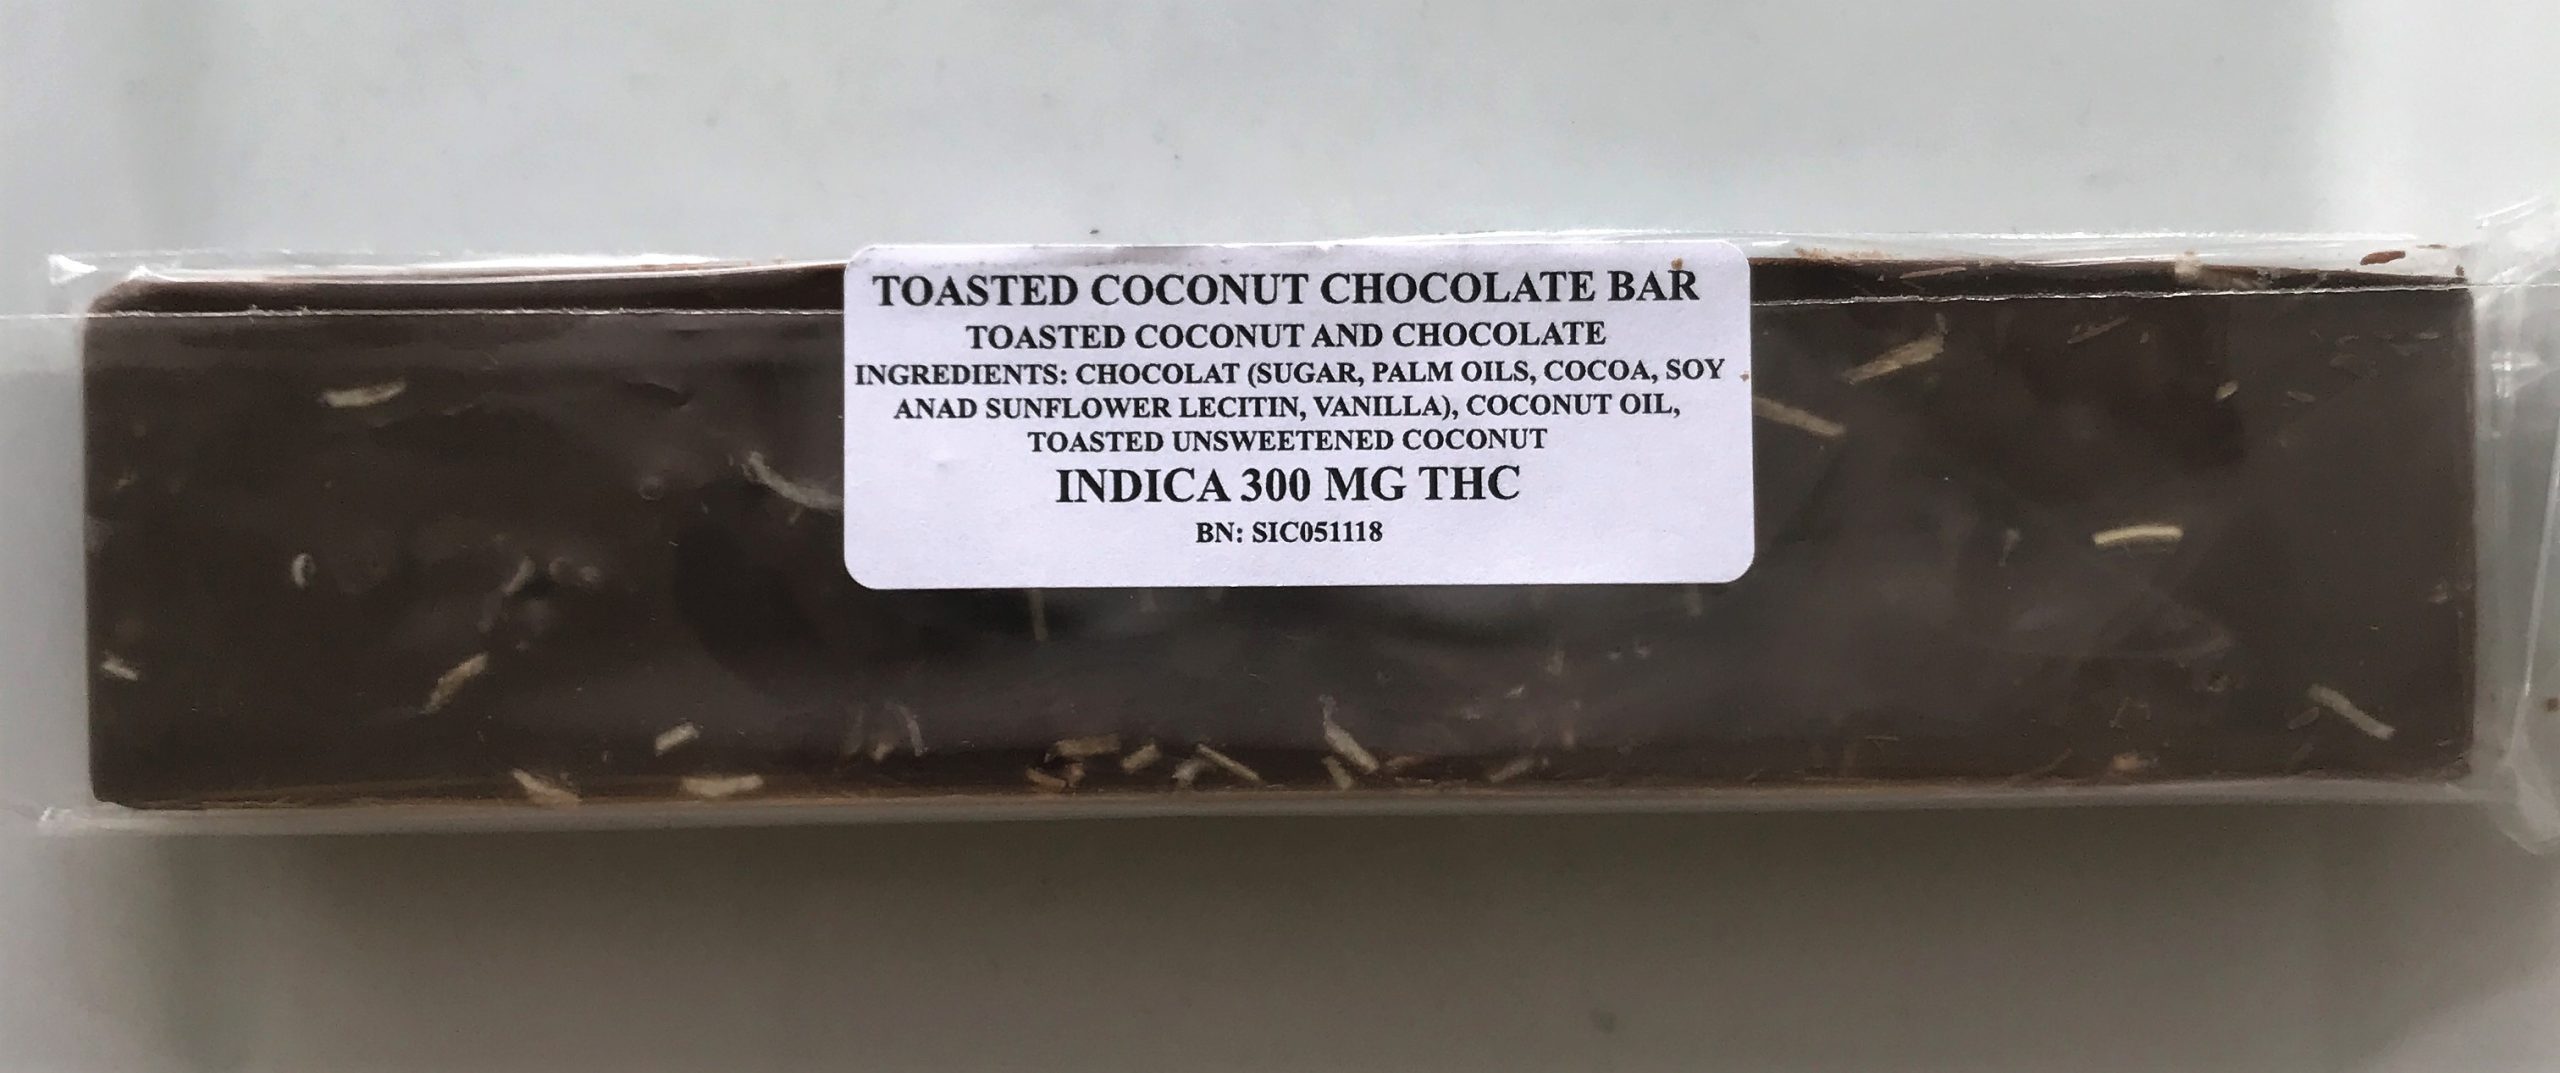 TOASTED COCONUT CHOCOLATE BAR
TOASTED COCONUT AND CHOCOLATE
INGREDIENTS: CHOCOLAT (SUGAR, PALM OILS, COCOA, SOY
ANAD SUNFLOWER LECITIN, VANILLA), COCONUT OIL,
TOASTED UNSWEETENED COCONUT
INDICA 300 MG THC
BN: SIC051118